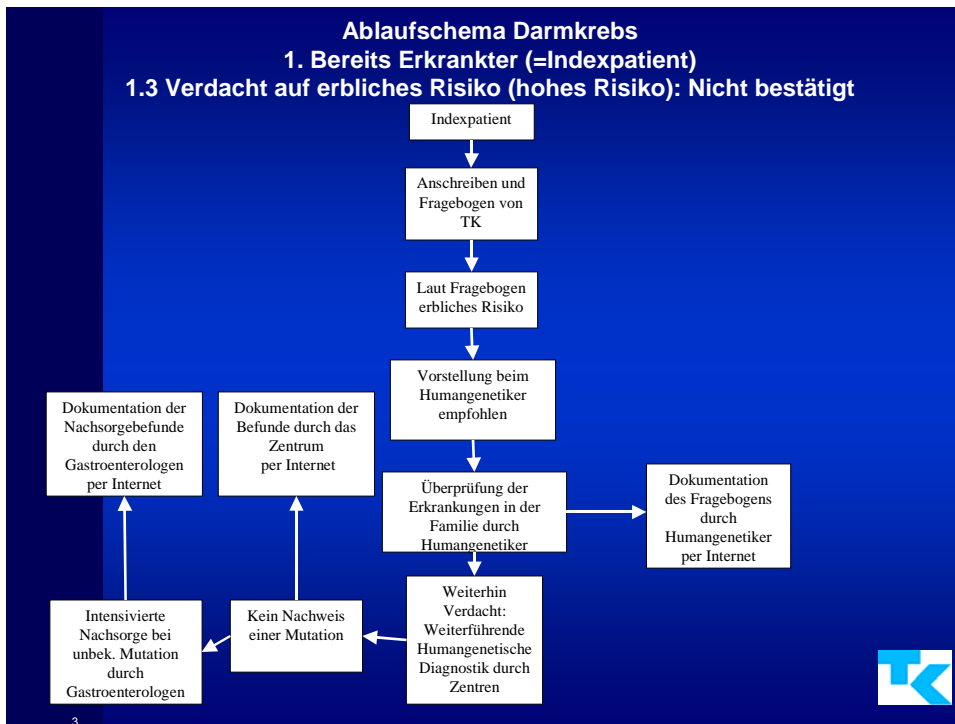 Ablaufschema Darmkrebs
1. Bereits Erkrankter (=Indexpatient)
1.3 Verdacht auf erbliches Risiko (hohes Risiko): Nicht bestätigt
Indexpatient
Anschreiben und
Fragebogen von
TK
Laut Fragebogen
erbliches Risiko
Vorstellung beim
Humangenetiker
empfohlen
Dokumentation der
Nachsorgebefunde
durch den
Gastroenterologen
per Internet
Dokumentation der
Befunde durch das
Zentrum
per Internet
Überprüfung der
Erkrankungen in der
Familie durch
Humangenetiker
Dokumentation
des Fragebogens
durch
Humangenetiker
per Internet
Intensivierte
Nachsorge bei
unbek. Mutation
durch
Gastroenterologen
Kein Nachweis
einer Mutation
Weiterhin
Verdacht:
Weiterführende
Humangenetische
Diagnostik durch
Zentren
TK
3